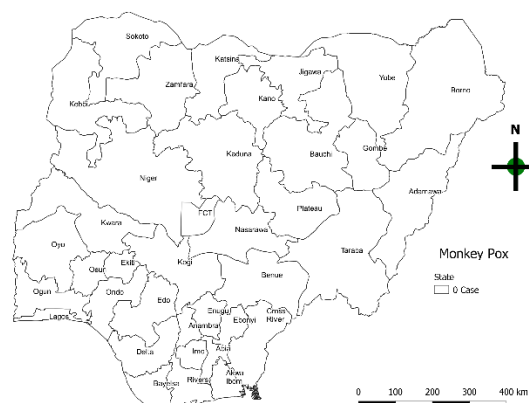 Sokoto
Katsina
Jigawa
Yube
Borno
Zamfara
Kano
Kebbi
Kaduna
Bauchi
Gombe
Adamawa
Niger
N
FCT
Plateau
Kwara
Nasarawa
Taraba
Oyo
Kogi
Benue
Osun
Ekiti
Ogun
Ondo
Edo
Lagos
Enugu
Anambra
Ebonyi
Cross
River
Delta
Imo
Abia
Bayelsa
Rivers
Akwa
Ibom
Monkey Pox
State
0 Case
0 100 200 300 400 km